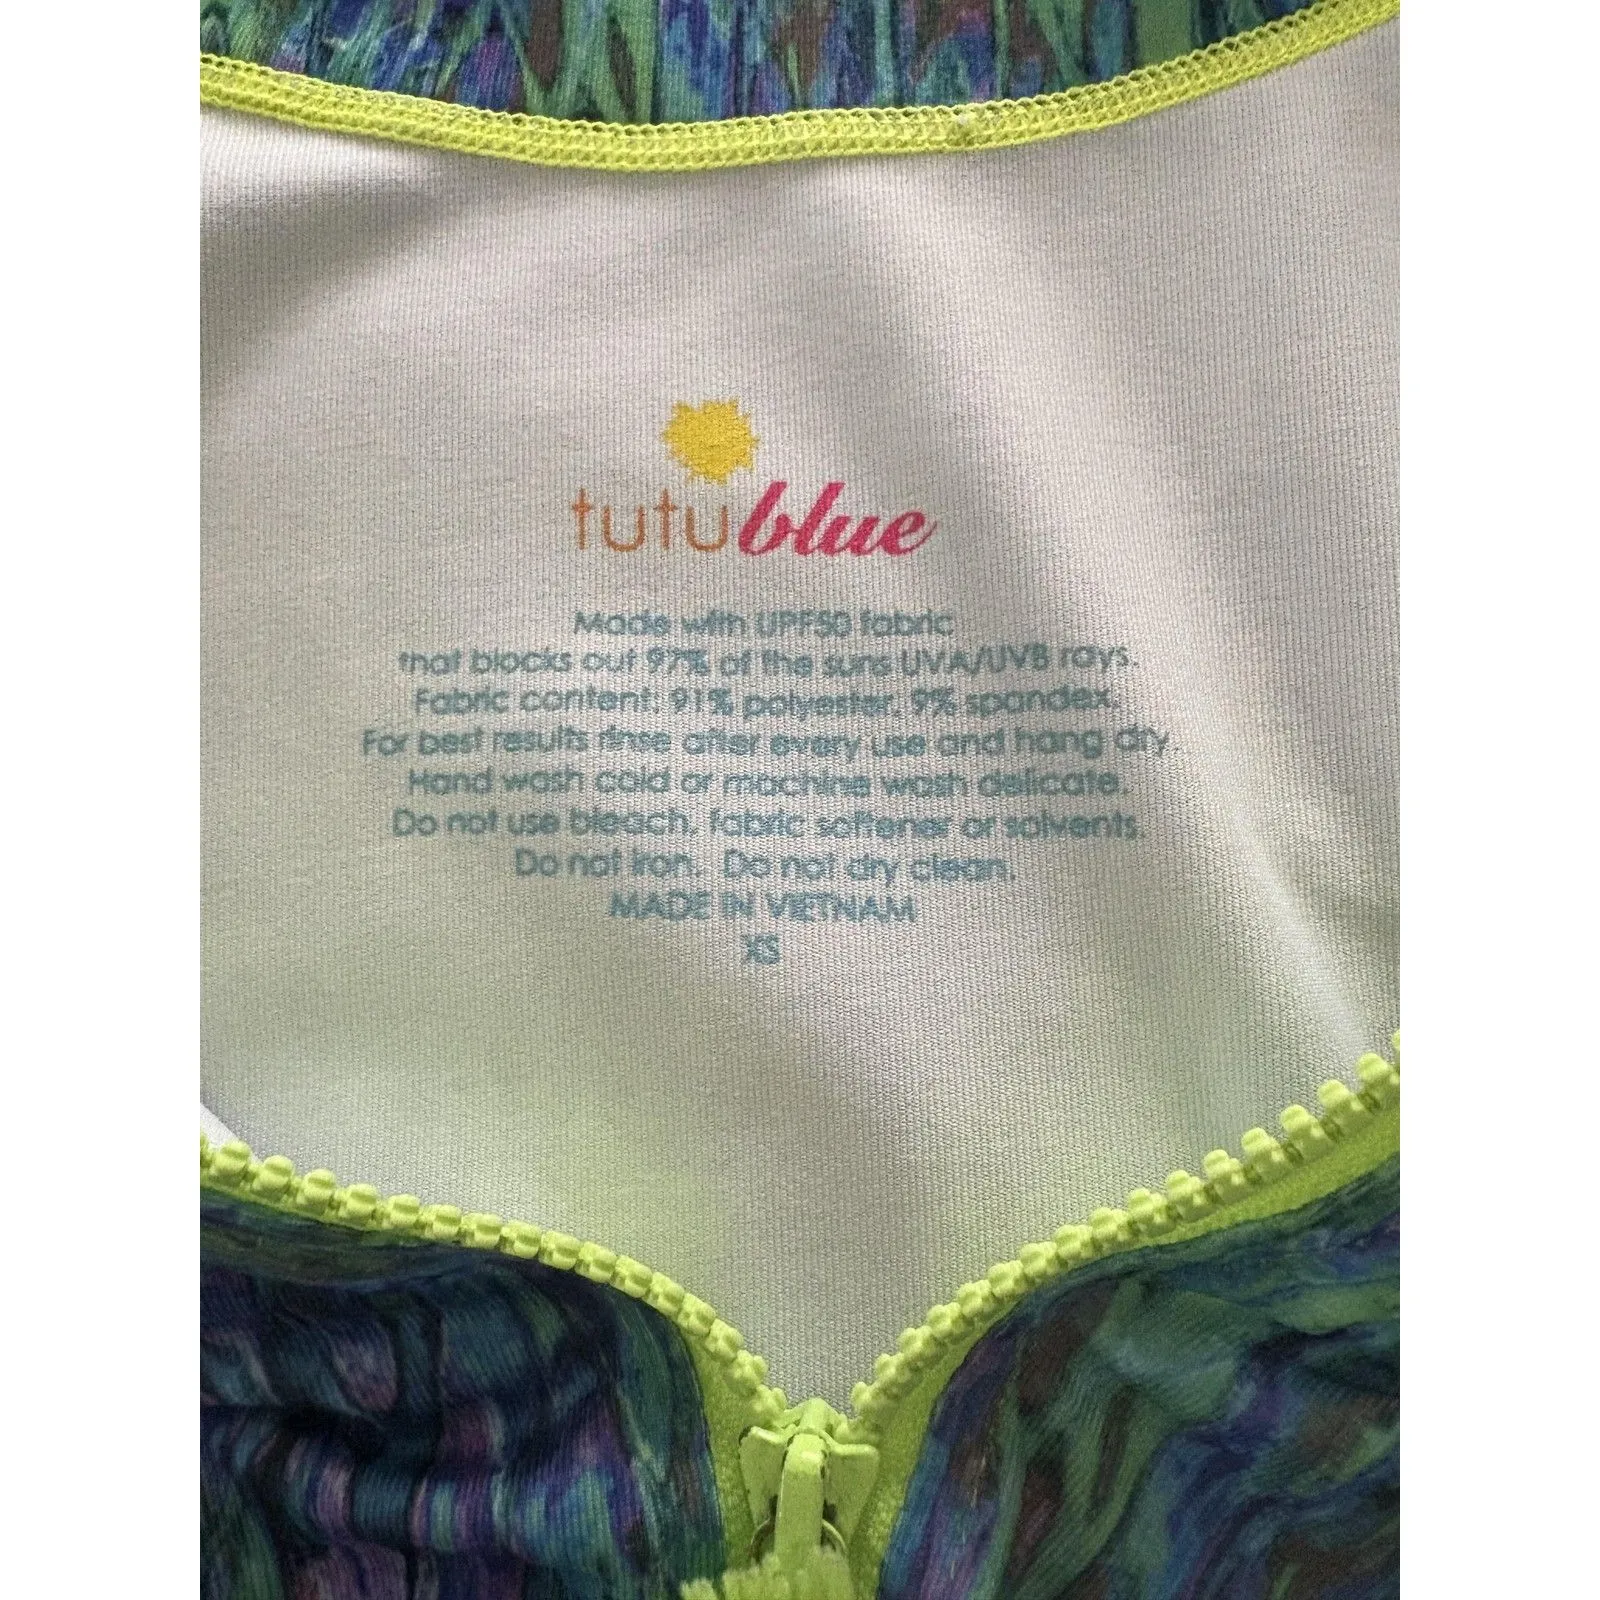 tutublue
Made with UPF50 fabric
that blocks out 97% of the suns UVA/UVB rays.
Fabric content: 91% polyester, 9% spandex.
For best results rinse after every use and hang dry.
Hand wash cold or machine wash delicate.
Do not use bleach, fabric softener or solvents.
Do not iron. Do not dry clean.
MADE IN VIETNAM
XS